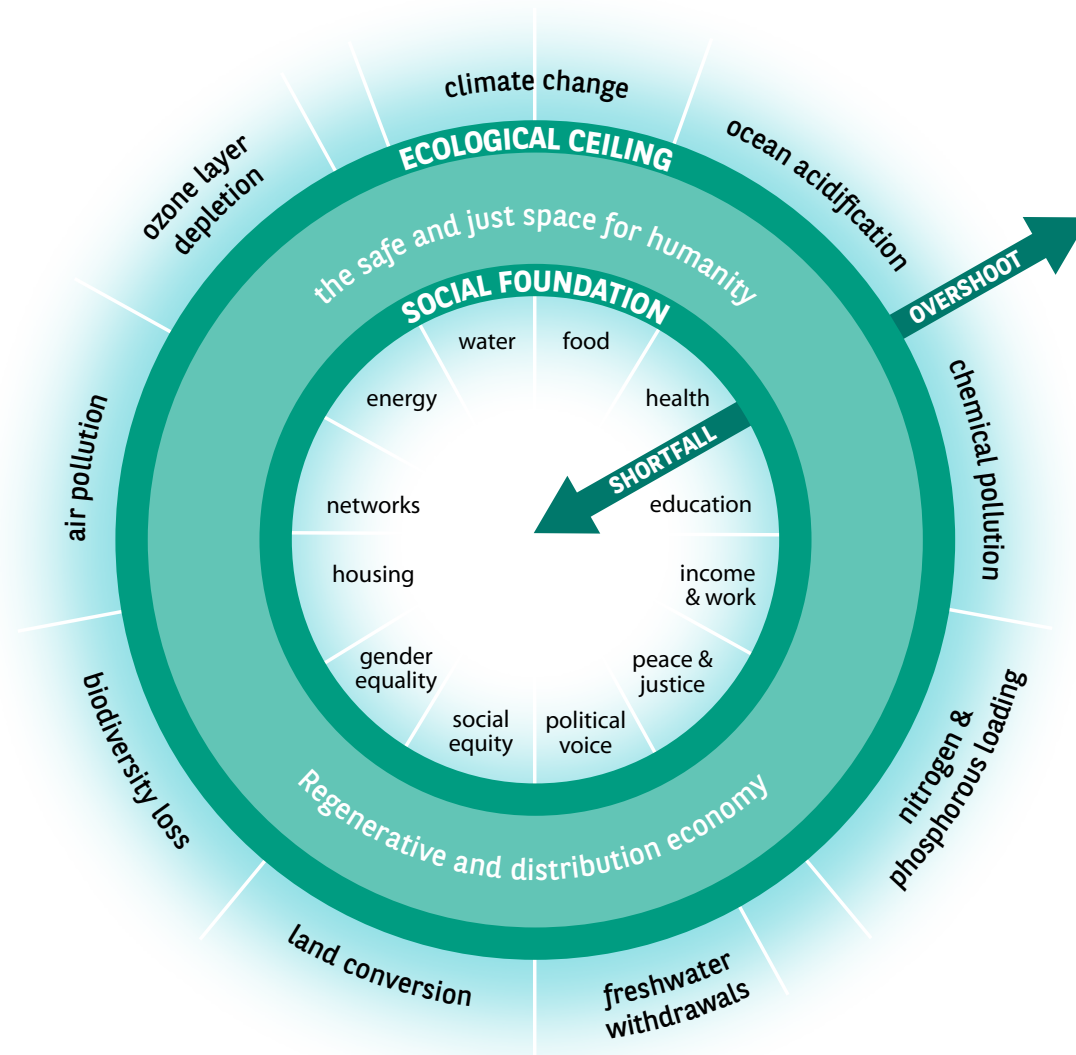 climate change
ocean acidification
chemical pollution
nitrogen &
phosphorous loading
freshwater
withdrawals
land conversion
biodiversity loss
air pollution
ozone layer
depletion
ECOLOGICAL CEILING
OVERSHOOT
the safe and just space for humanity
SOCIAL FOUNDATION
water
food
health
SHORTFALL
education
income
& work
peace &
justice
political
voice
social
equity
gender
equality
housing
networks
energy
Regenerative and distribution economy